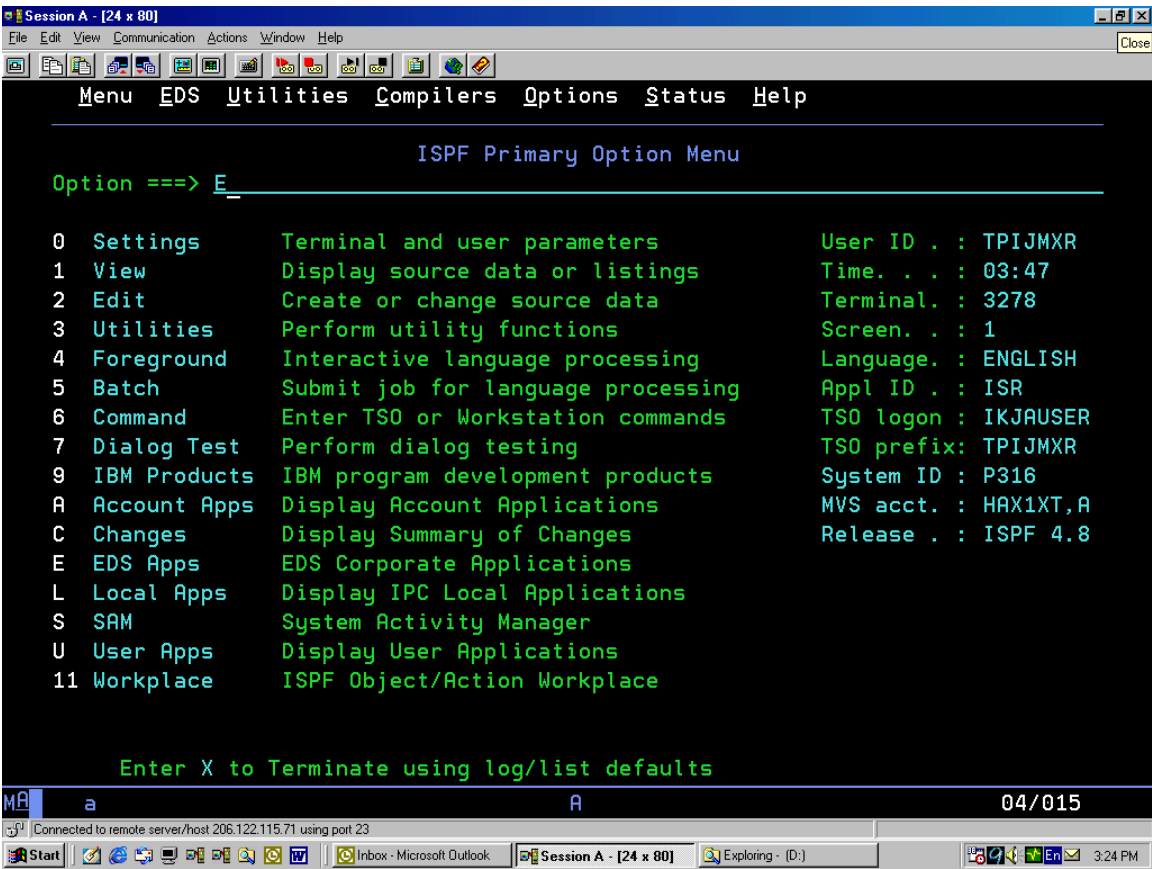 Session A - [24 x 80]
File Edit View Communication Actions Window Help
Close
Menu EDS Utilities Compilers Options Status Help
ISPF Primary Option Menu
Option ===> E
0 Settings Terminal and user parameters User ID . : TPIJMXR
1 View Display source data or listings Time. . . : 03:47
2 Edit Create or change source data Terminal. : 3278
3 Utilities Perform utility functions Screen. . : 1
4 Foreground Interactive language processing Language. : ENGLISH
5 Batch Submit job for language processing Appl ID . : ISR
6 Command Enter TSO or Workstation commands TSO logon : IKJAUSER
7 Dialog Test Perform dialog testing TSO prefix: TPIJMXR
9 IBM Products IBM program development products System ID : P316
A Account Apps Display Account Applications MVS acct. : HAX1XT,A
C Changes Display Summary of Changes Release . : ISPF 4.8
E EDS Apps EDS Corporate Applications
L Local Apps Display IPC Local Applications
S SAM System Activity Manager
U User Apps Display User Applications
11 Workplace ISPF Object/Action Workplace
Enter X to Terminate using log/list defaults
MA a A 04/015
Connected to remote server/host 206.122.115.71 using port 23
Start Inbox - Microsoft Outlook Session A - [24 x 80] Exploring - (D:) En 3:24 PM